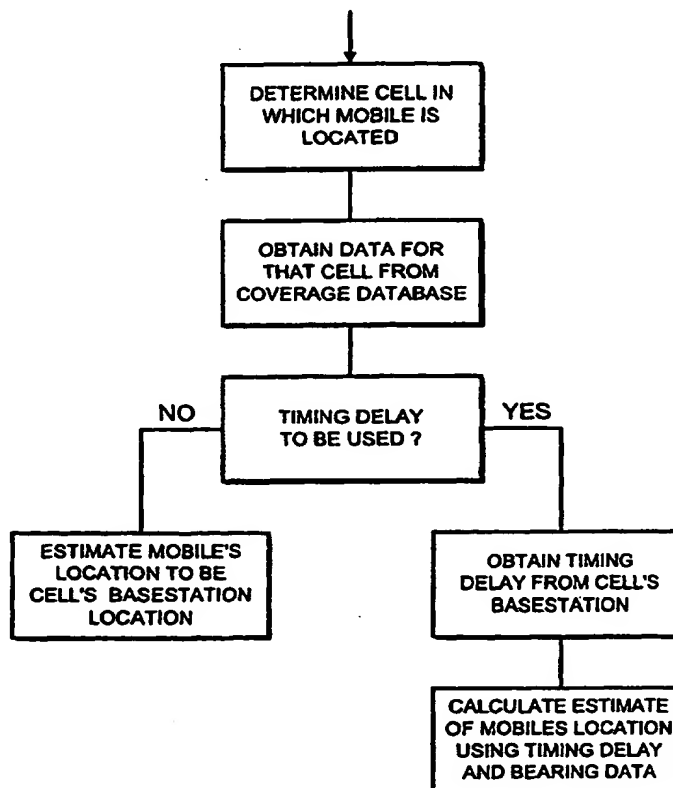 DETERMINE CELL IN
WHICH MOBILE IS
LOCATED
OBTAIN DATA FOR
THAT CELL FROM
COVERAGE DATABASE
TIMING DELAY
TO BE USED ?
NO
YES
ESTIMATE MOBILE'S
LOCATION TO BE
CELL'S BASESTATION
LOCATION
OBTAIN TIMING
DELAY FROM CELL'S
BASESTATION
CALCULATE ESTIMATE
OF MOBILES LOCATION
USING TIMING DELAY
AND BEARING DATA